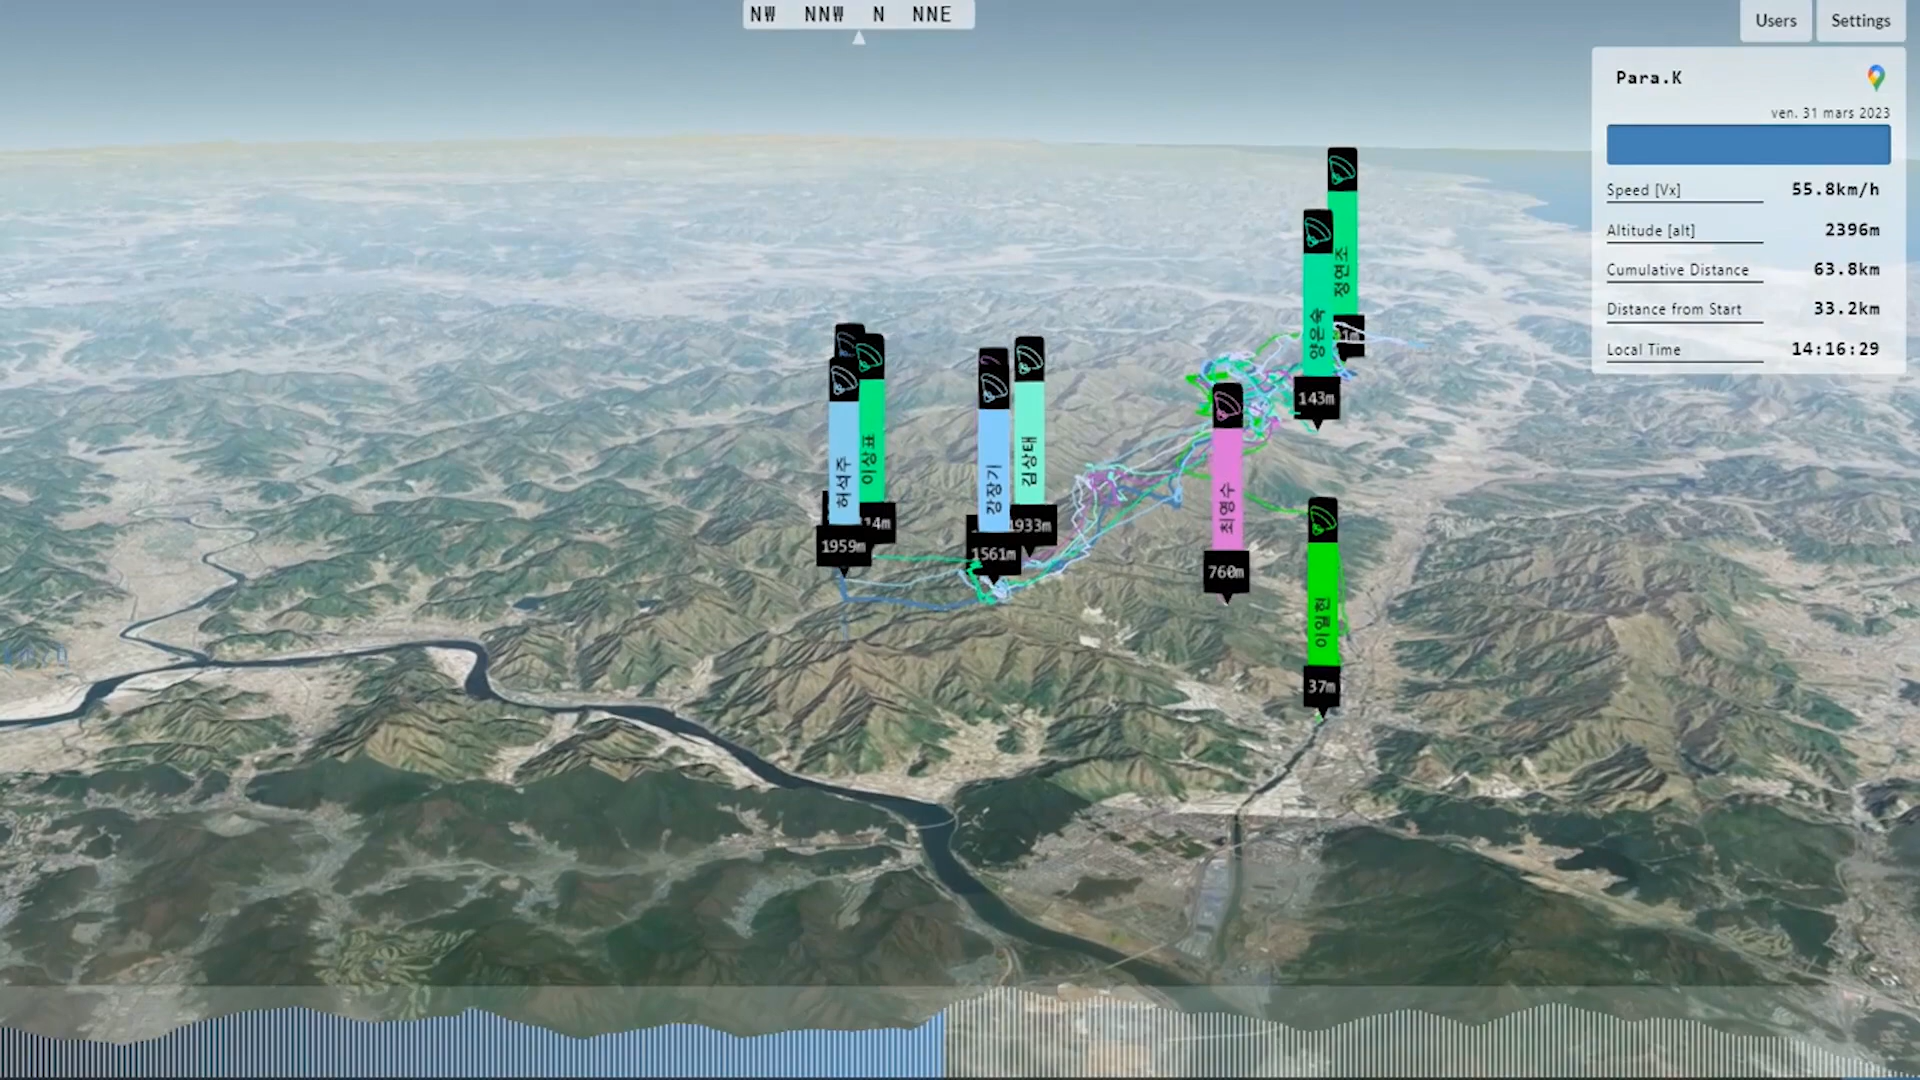 NW NNW N NNE
Users Settings
Para.K
ven. 31 mars 2023
Speed [Vx] 55.8km/h
Altitude [alt] 2396m
Cumulative Distance 63.8km
Distance from Start 33.2km
Local Time 14:16:29
정연조
양은숙
143m
허석주
이상표
14m
1959m
강장기
김상태
1933m
1561m
최영수
760m
이일현
37m